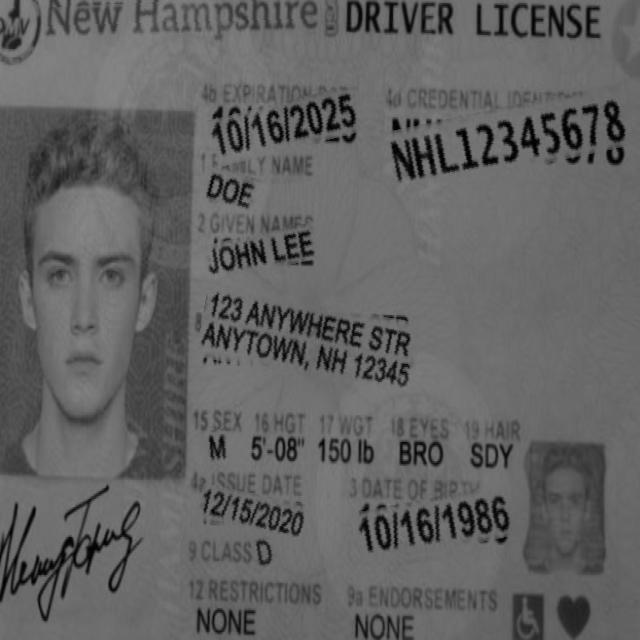 New Hampshire USA DRIVER LICENSE
4b EXPIRATION DATE 4d CREDENTIAL IDENTIFIER
10/16/2025 NHL12345678
1 FAMILY NAME
DOE
2 GIVEN NAMES
JOHN LEE
8 123 ANYWHERE STR
ANYTOWN, NH 12345
15 SEX 16 HGT 17 WGT 18 EYES 19 HAIR
M 5'-08" 150 lb BRO SDY
4a ISSUE DATE 3 DATE OF BIRTH
12/15/2020 10/16/1986
9 CLASS D
12 RESTRICTIONS 9a ENDORSEMENTS
NONE NONE